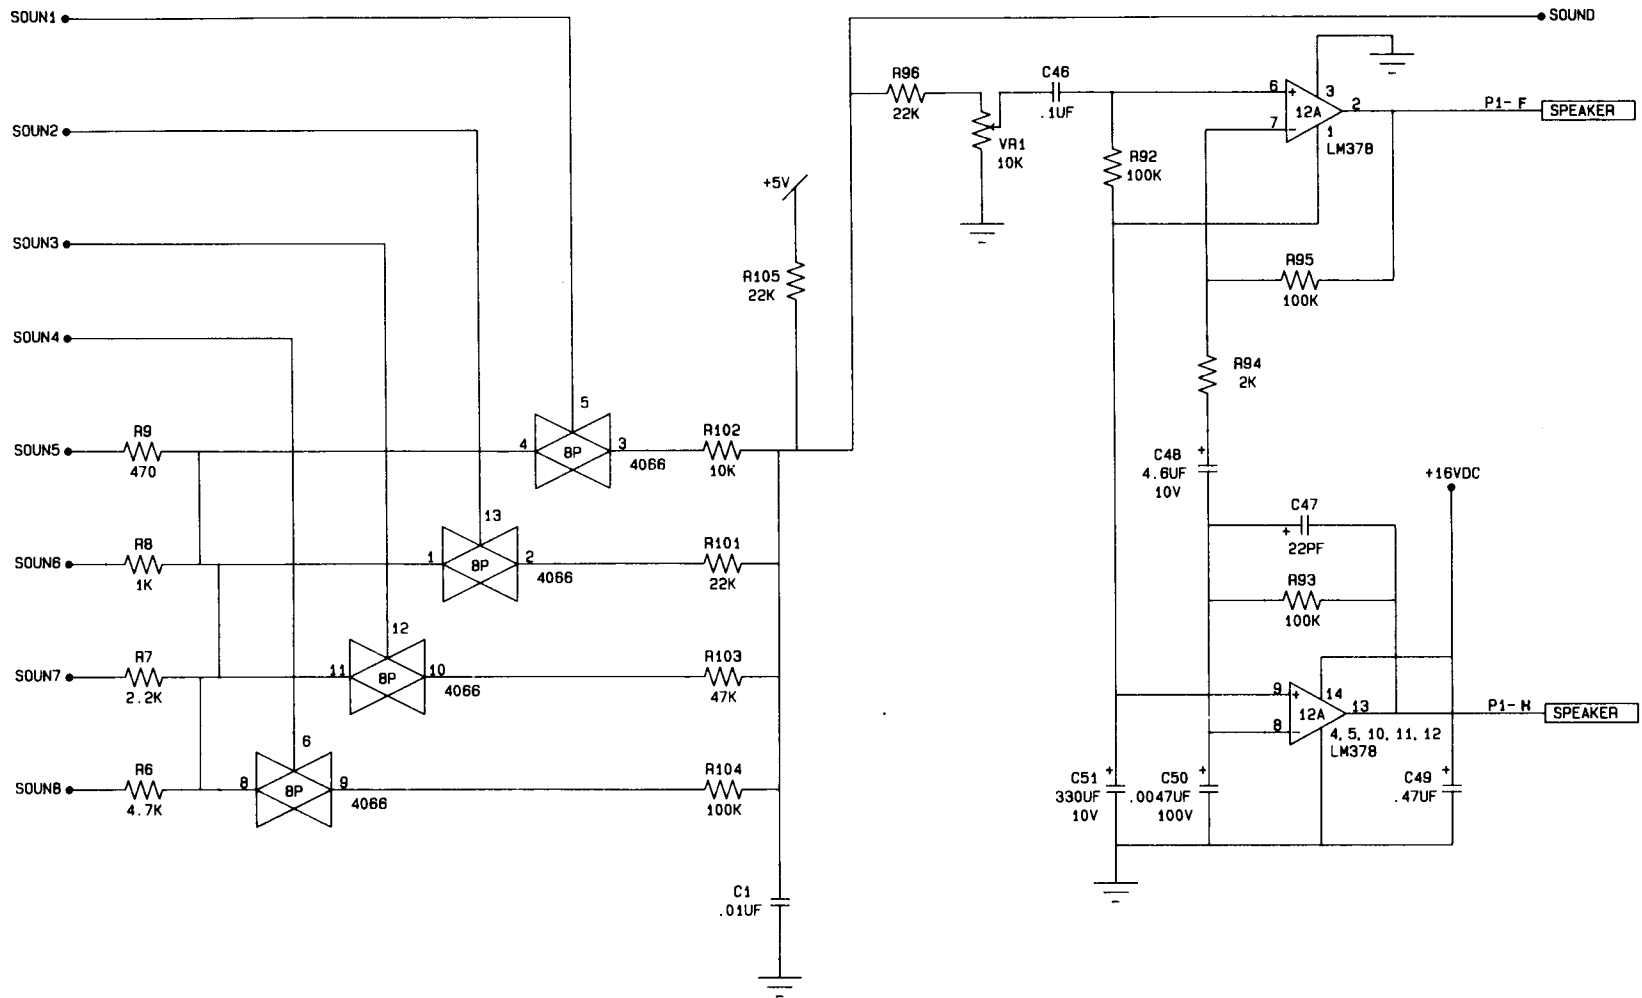 SOUN1
SOUND
R96
22K
C46
.1UF
6
+
3
12A
2
P1- F
SPEAKER
7
−
1
LM378
VR1
10K
R92
100K
SOUN2
+5V
SOUN3
R105
22K
R95
100K
SOUN4
R94
2K
5
SOUN5
R9
470
4
8P
3
4066
R102
10K
+
C48
4.6UF
10V
+16VDC
13
C47
+
22PF
SOUN6
R8
1K
1
8P
2
4066
R101
22K
R93
100K
12
SOUN7
R7
2.2K
11
8P
10
4066
R103
47K
9
+
14
12A
13
P1- H
SPEAKER
8
−
4, 5, 10, 11, 12
LM378
6
SOUN8
R6
4.7K
8
8P
9
4066
R104
100K
+
C51
330UF
10V
+
C50
.0047UF
100V
+
C49
.47UF
C1
.01UF